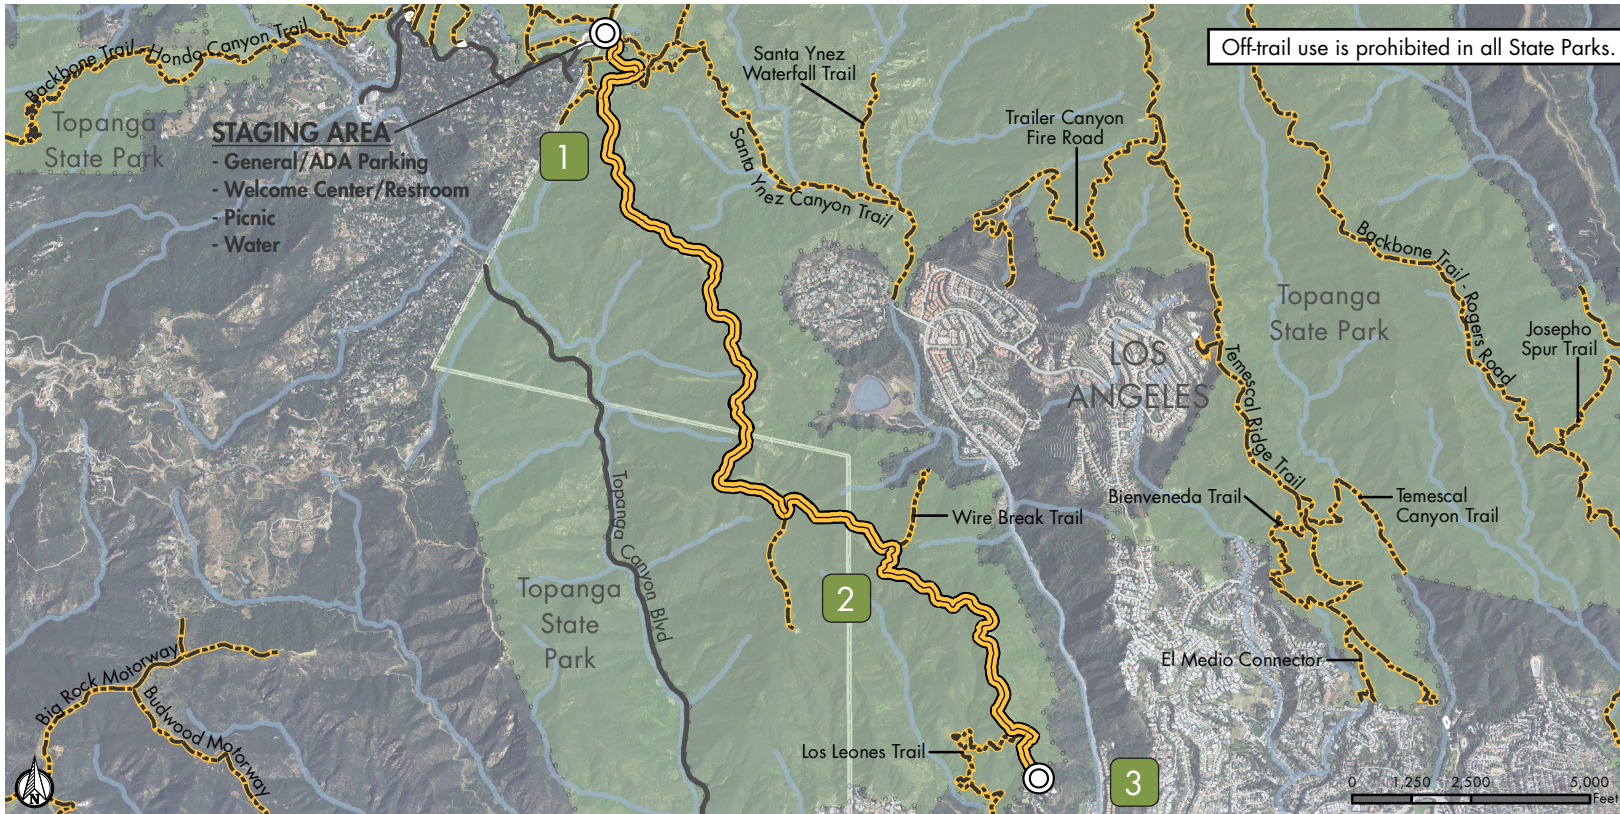 Off-trail use is prohibited in all State Parks.
Backbone Trail - Hondo Canyon Trail
Topanga
State Park
STAGING AREA
- General/ADA Parking
- Welcome Center/Restroom
- Picnic
- Water
1
Santa Ynez
Waterfall Trail
Santa Ynez Canyon Trail
Trailer Canyon
Fire Road
Backbone Trail - Rogers Road
Topanga
State Park
Josepho
Spur Trail
LOS
ANGELES
Temescal Ridge Trail
Bienveneda Trail
Temescal
Canyon Trail
Wire Break Trail
Topanga Canyon Blvd
Topanga
State
Park
2
El Medio Connector
Big Rock Motorway
Budwood Motorway
Los Leones Trail
3
N
0 1,250 2,500 5,000
Feet